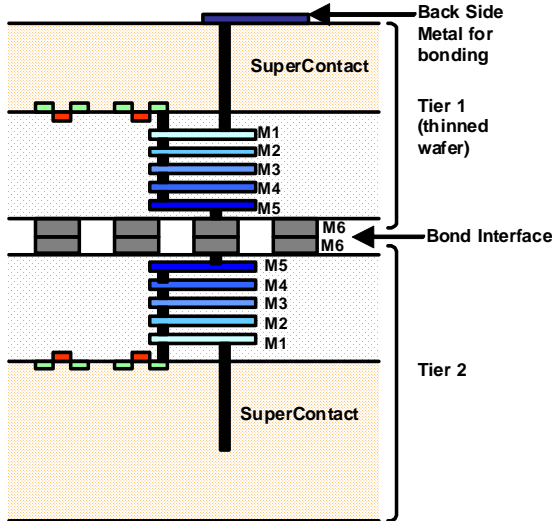 Back Side
Metal for
bonding
SuperContact
Tier 1
(thinned
wafer)
M1
M2
M3
M4
M5
M6
M6
Bond Interface
M5
M4
M3
M2
M1
Tier 2
SuperContact